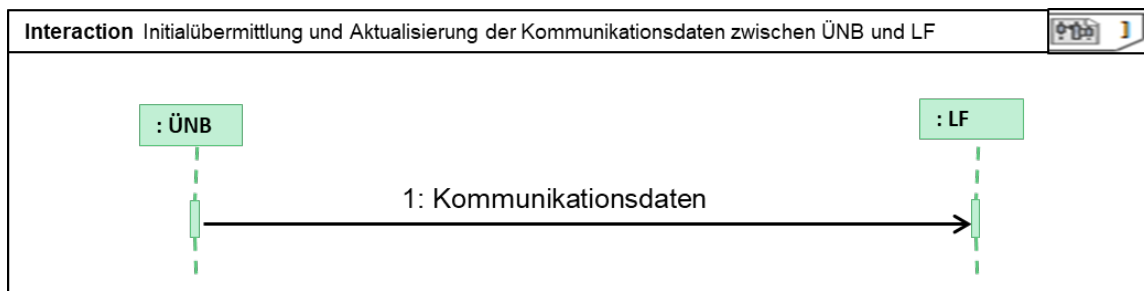 Interaction Initialübermittlung und Aktualisierung der Kommunikationsdaten zwischen ÜNB und LF
: ÜNB
: LF
1: Kommunikationsdaten